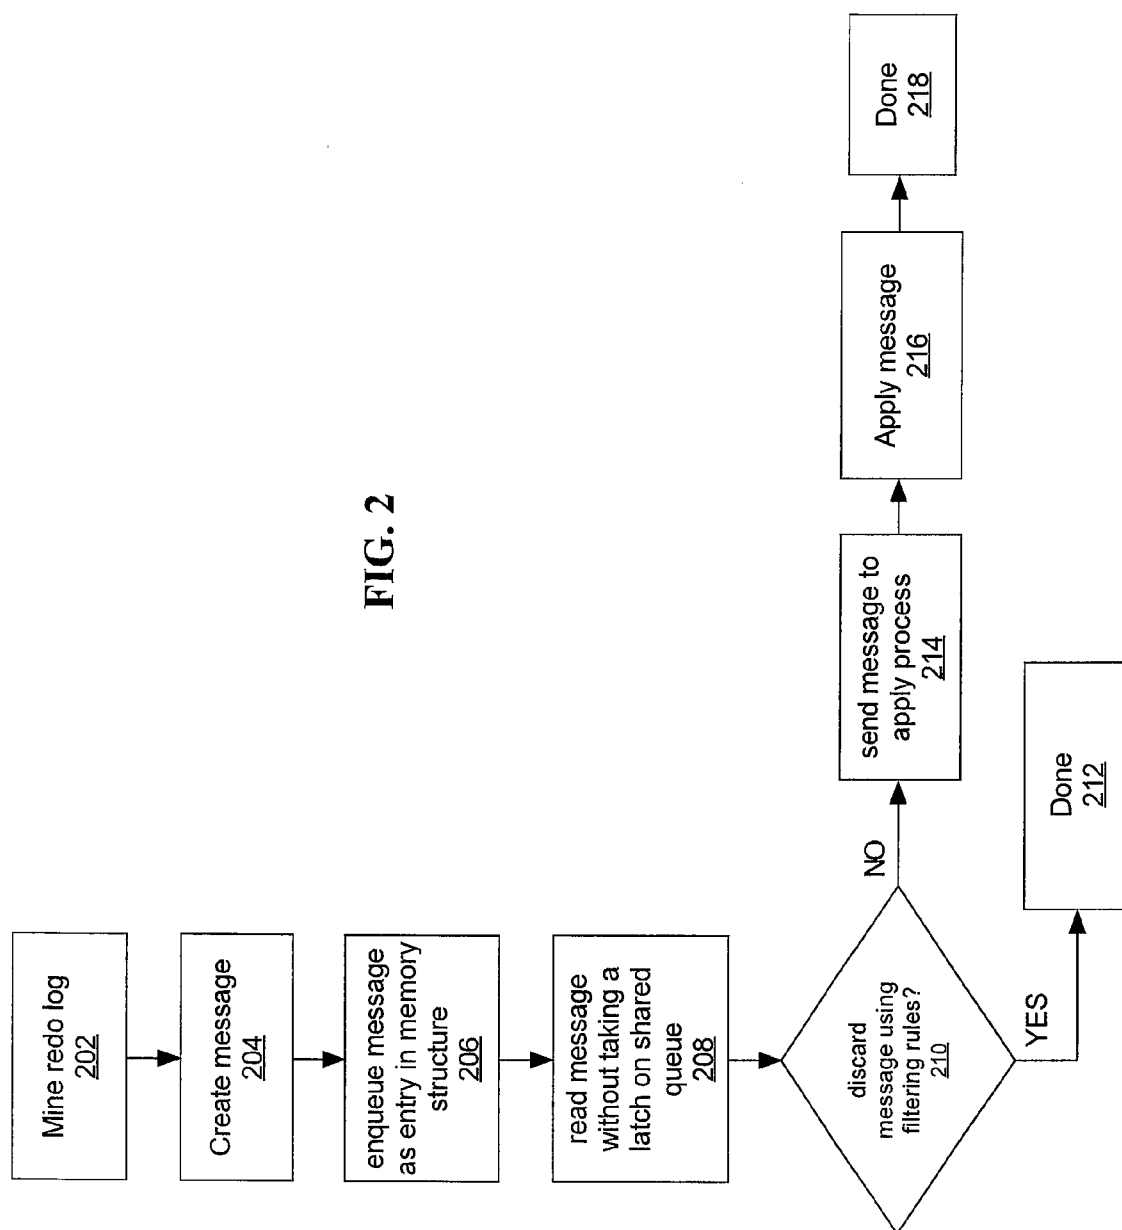 FIG. 2
Mine redo log
202
Create message
204
enqueue message
as entry in memory
structure
206
read message
without taking a
latch on shared
queue
208
discard
message using
filtering rules?
210
YES
Done
212
NO
send message to
apply process
214
Apply message
216
Done
218